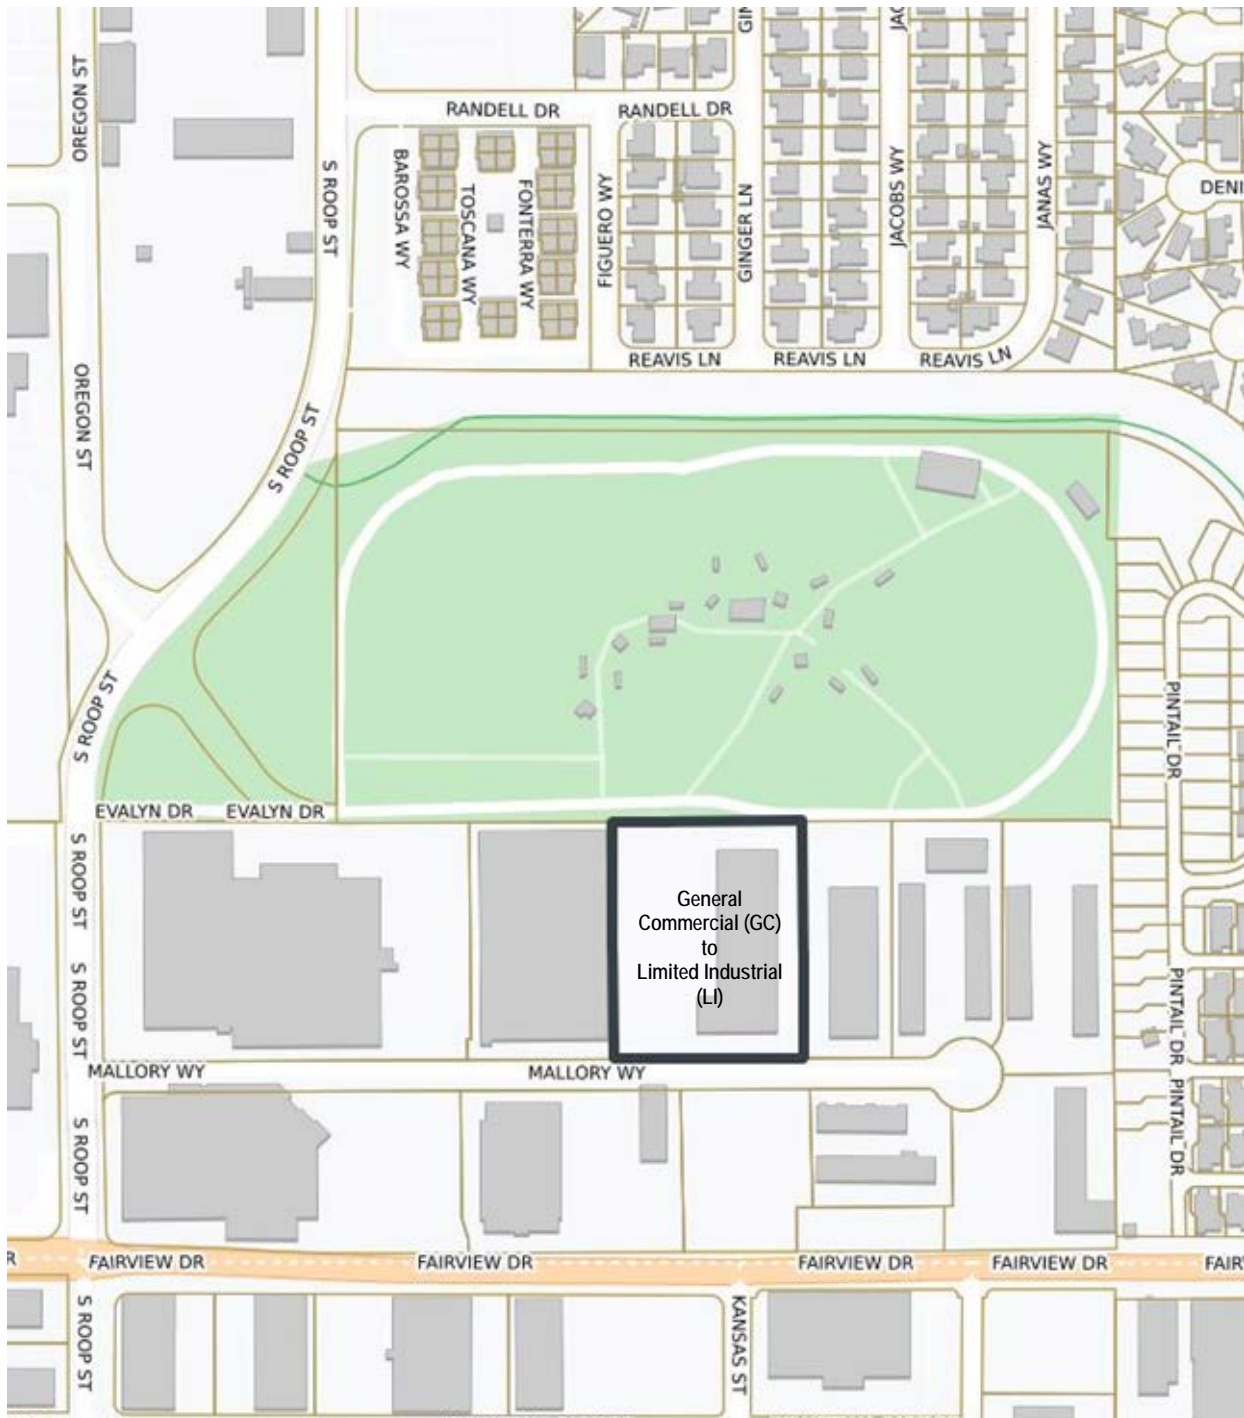 GIN
JAC
OREGON ST
RANDELL DR
RANDELL DR
S ROOP ST
BAROSSA WY
TOSCANA WY
FONTERRA WY
FIGUERO WY
GINGER LN
JACOBS WY
JANAS WY
DENI
REAVIS LN
REAVIS LN
REAVIS LN
OREGON ST
S ROOP ST
S ROOP ST
PINTAIL DR
EVALYN DR
EVALYN DR
S ROOP ST
General
Commercial (GC)
to
Limited Industrial
(LI)
S ROOP ST
PINTAIL DR
MALLORY WY
MALLORY WY
S ROOP ST
PINTAIL DR
R
FAIRVIEW DR
FAIRVIEW DR
FAIRVIEW DR
FAIRVIEW DR
FAIRV
S ROOP ST
KANSAS ST